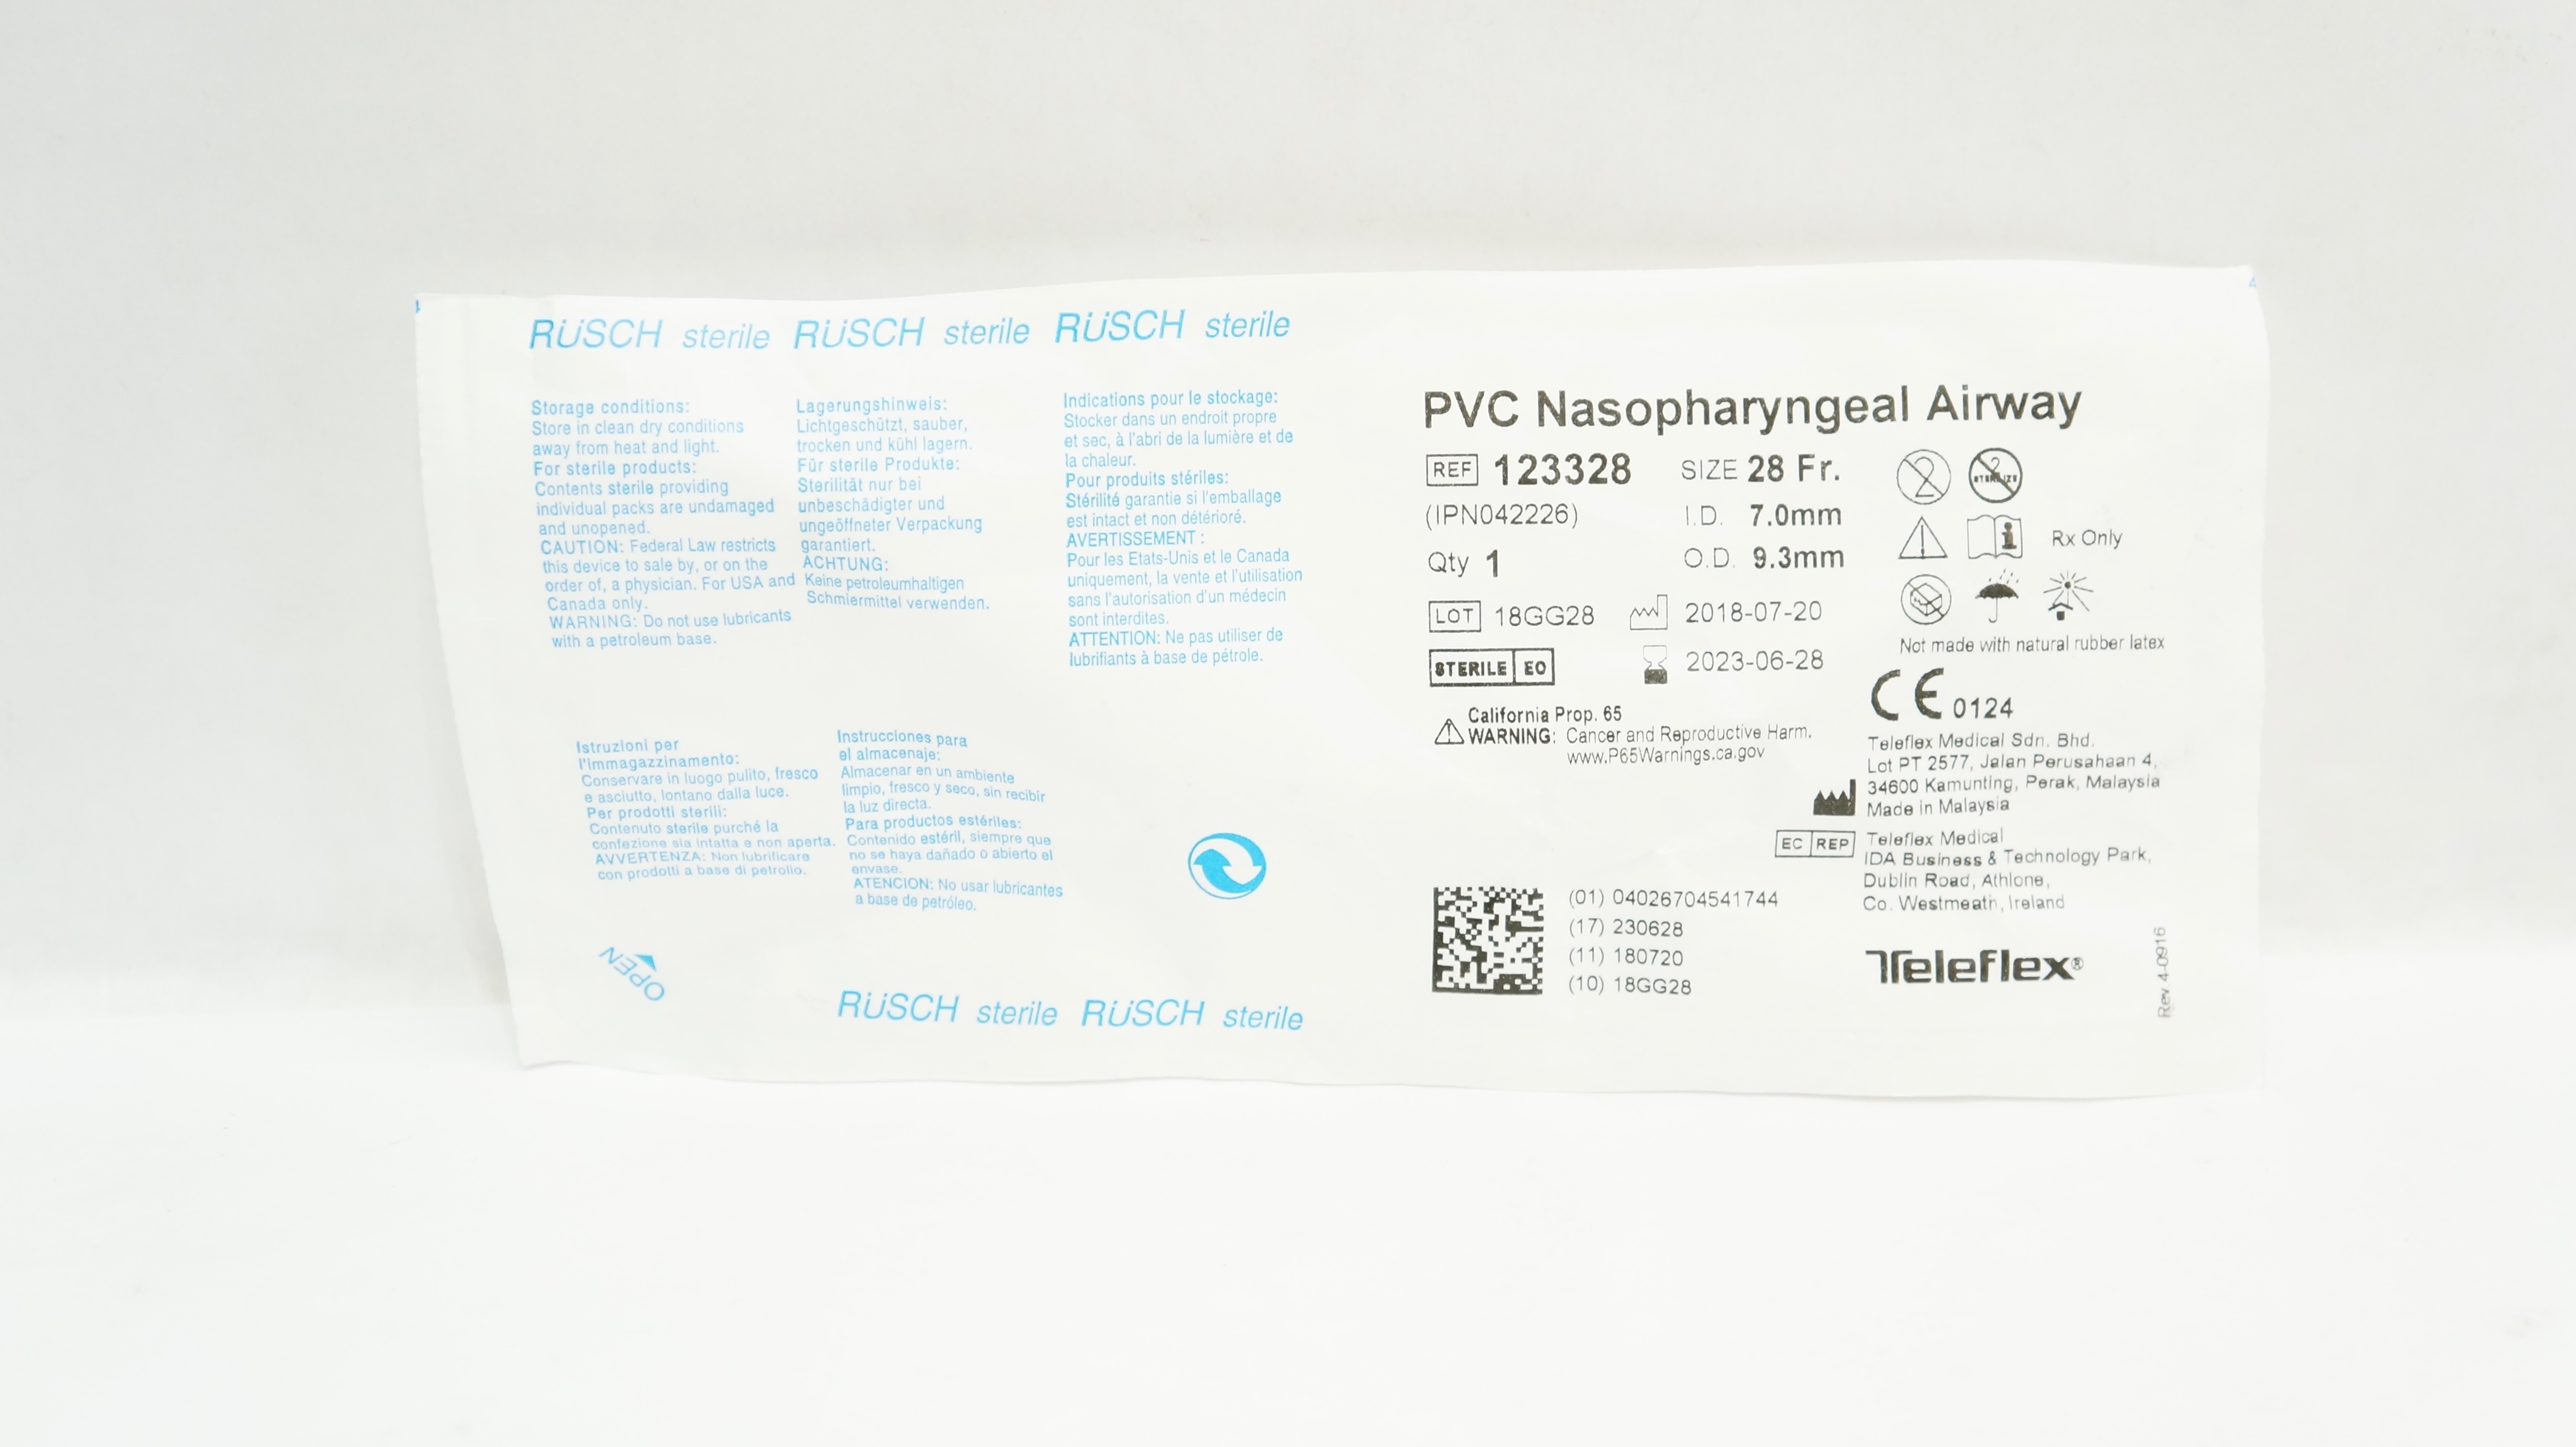 RÜSCH sterile RÜSCH sterile RÜSCH sterile
Storage conditions:
Store in clean dry conditions
away from heat and light.
For sterile products:
Contents sterile providing
individual packs are undamaged
and unopened.
CAUTION: Federal Law restricts
this device to sale by, or on the
order of, a physician. For USA and
Canada only.
WARNING: Do not use lubricants
with a petroleum base.
Lagerungshinweis:
Lichtgeschützt, sauber,
trocken und kühl lagern.
Für sterile Produkte:
Sterilität nur bei
unbeschädigter und
ungeöffneter Verpackung
garantiert.
ACHTUNG:
Keine petroleumhaltigen
Schmiermittel verwenden.
Indications pour le stockage:
Stocker dans un endroit propre
et sec, à l'abri de la lumière et de
la chaleur.
Pour produits stériles:
Stérilité garantie si l'emballage
est intact et non détérioré.
AVERTISSEMENT :
Pour les Etats-Unis et le Canada
uniquement, la vente et l'utilisation
sans l'autorisation d'un médecin
sont interdites.
ATTENTION: Ne pas utiliser de
lubrifiants à base de pétrole.
Istruzioni per
l'immagazzinamento:
Conservare in luogo pulito, fresco
e asciutto, lontano dalla luce.
Per prodotti sterili:
Contenuto sterile purché la
confezione sia intatta e non aperta.
AVVERTENZA: Non lubrificare
con prodotti a base di petrolio.
Instrucciones para
el almacenaje:
Almacenar en un ambiente
limpio, fresco y seco, sin recibir
la luz directa.
Para productos estériles:
Contenido estéril, siempre que
no se haya dañado o abierto el
envase.
ATENCION: No usar lubricantes
a base de petróleo.
OPEN
RÜSCH sterile RÜSCH sterile
PVC Nasopharyngeal Airway
REF 123328 SIZE 28 Fr.
(IPN042226) I.D. 7.0mm
Qty 1 O.D. 9.3mm
LOT 18GG28 2018-07-20
STERILE EO 2023-06-28
California Prop. 65
WARNING: Cancer and Reproductive Harm.
www.P65Warnings.ca.gov
2 2 STERILIZE
Rx Only
Not made with natural rubber latex
CE 0124
Teleflex Medical Sdn. Bhd.
Lot PT 2577, Jalan Perusahaan 4,
34600 Kamunting, Perak, Malaysia
Made in Malaysia
EC REP Teleflex Medical
IDA Business & Technology Park,
Dublin Road, Athlone,
Co. Westmeath, Ireland
(01) 04026704541744
(17) 230628
(11) 180720
(10) 18GG28
Teleflex®
Rev 4-0916